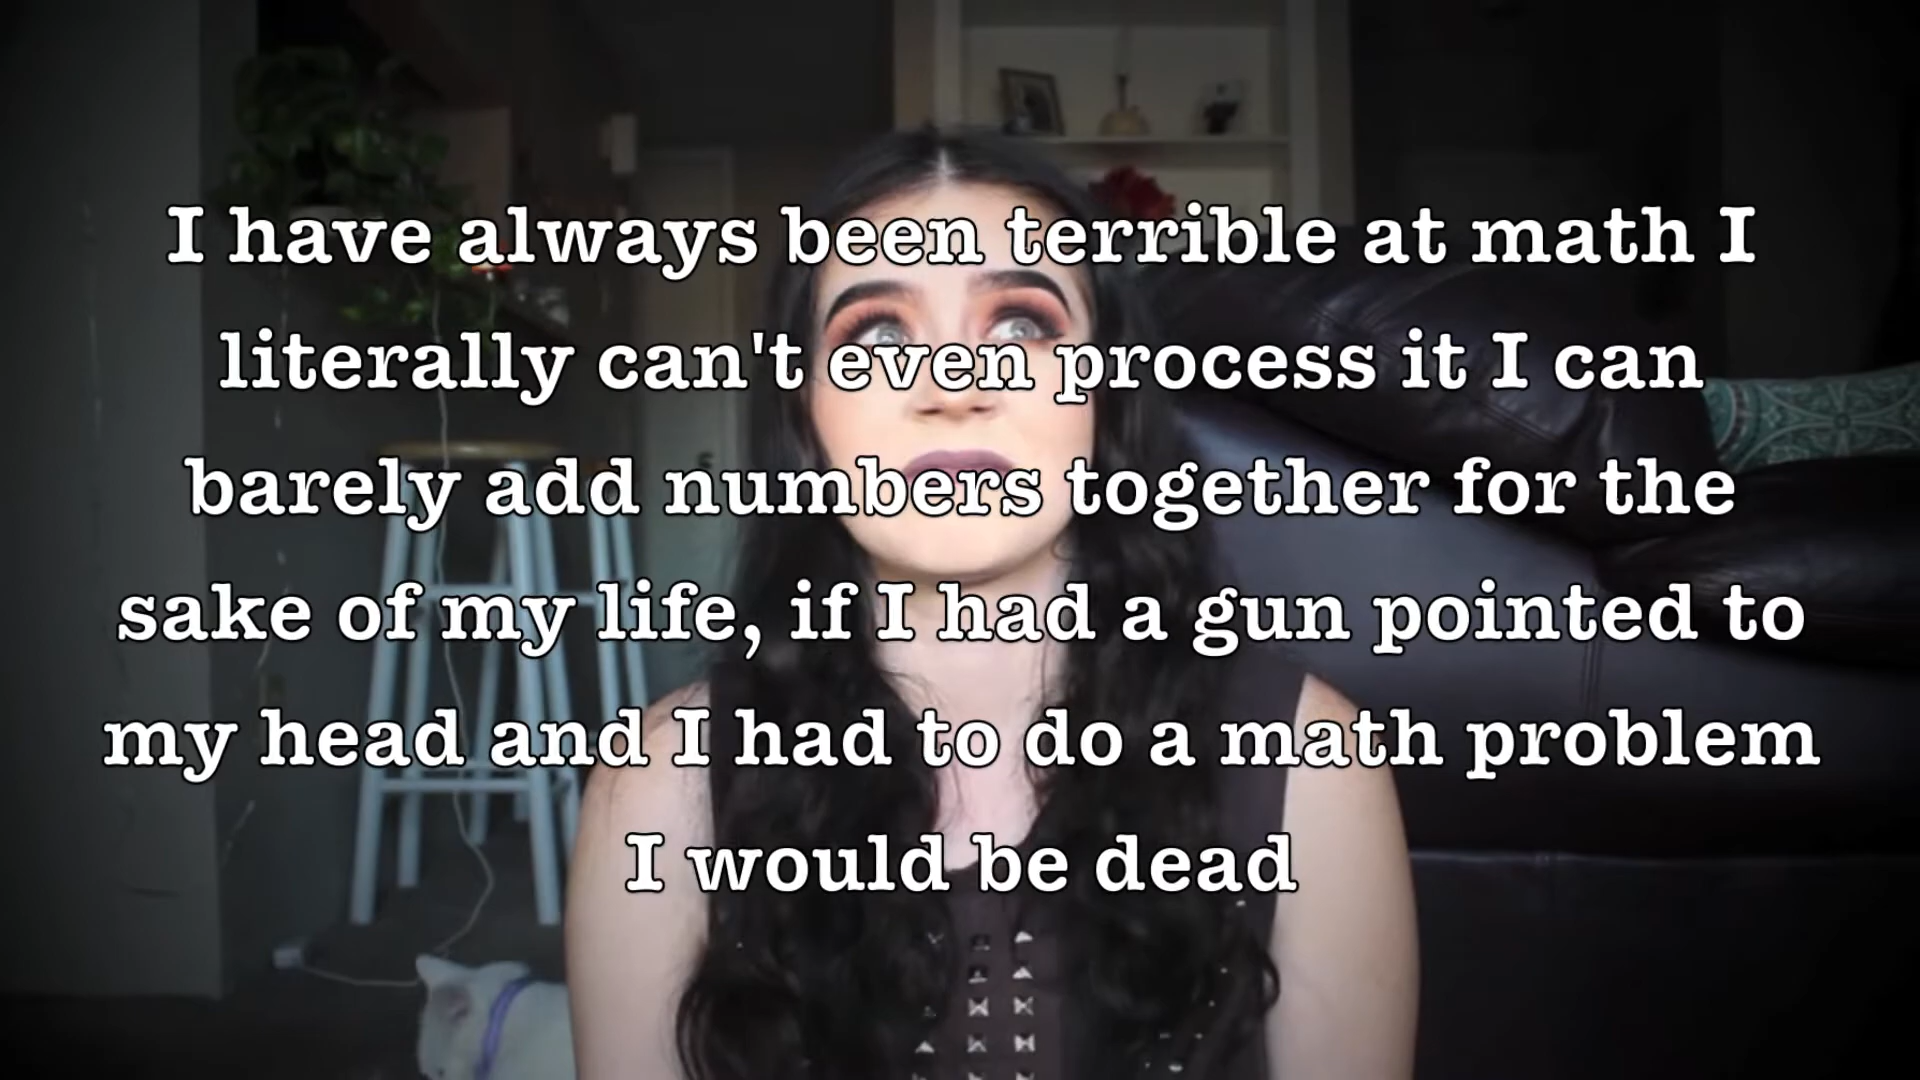 I have always been terrible at math I
literally can't even process it I can
barely add numbers together for the
sake of my life, if I had a gun pointed to
my head and I had to do a math problem
I would be dead